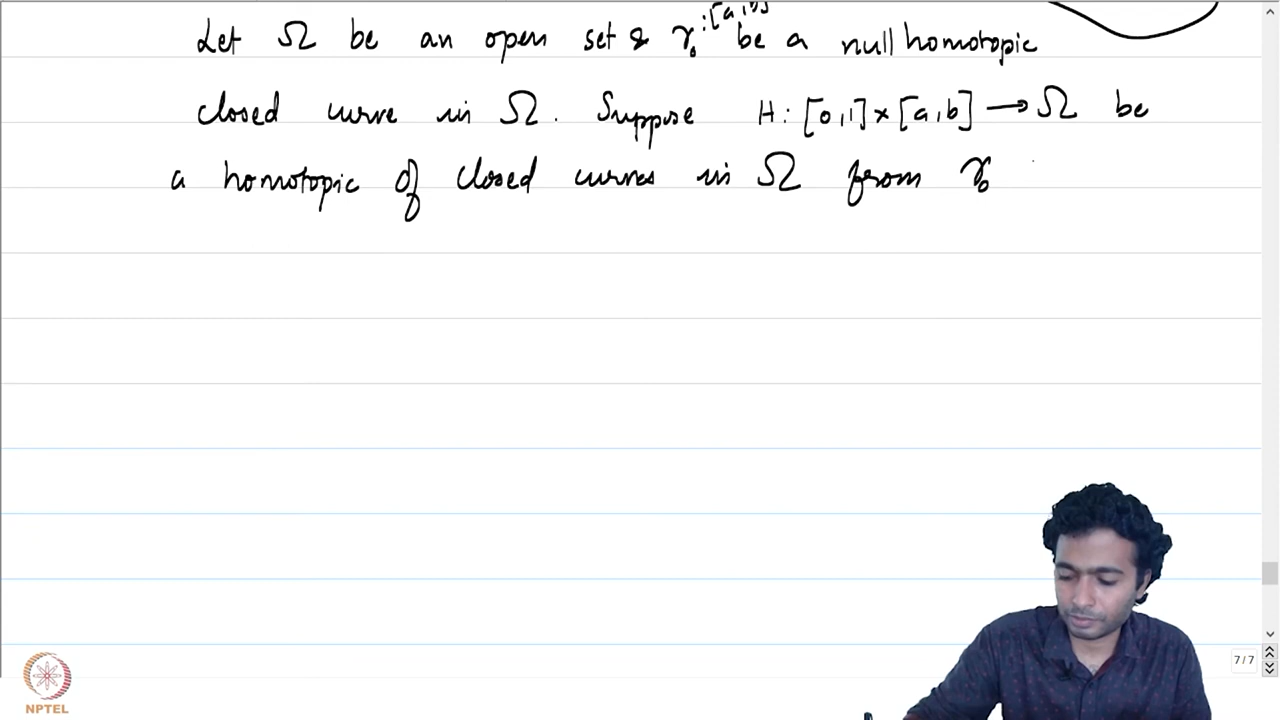 Let Ω be an open set & γ₀:[a,b] be a null homotopic
closed curve in Ω. Suppose H: [0,1]×[a,b] → Ω be
a homotopic of closed curves in Ω from γ₀
7/7
NPTEL